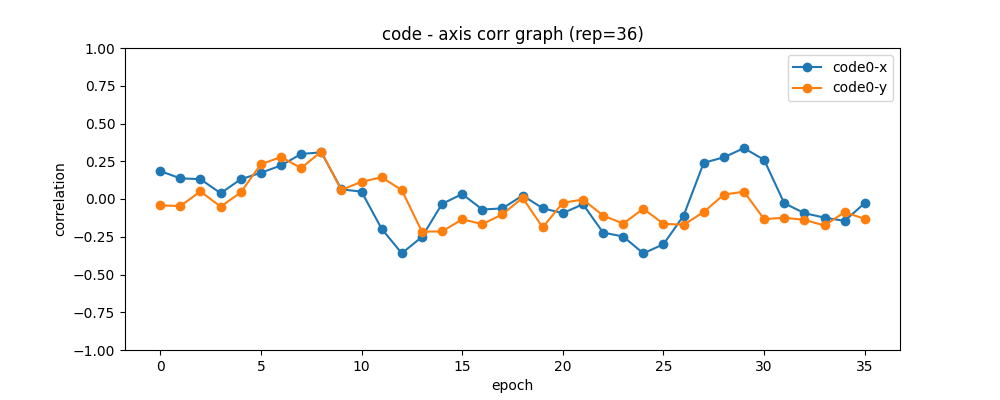 code - axis corr graph (rep=36)
1.00
0.75
0.50
0.25
0.00
−0.25
−0.50
−0.75
−1.00
correlation
code0-x
code0-y
0 5 10 15 20 25 30 35
epoch